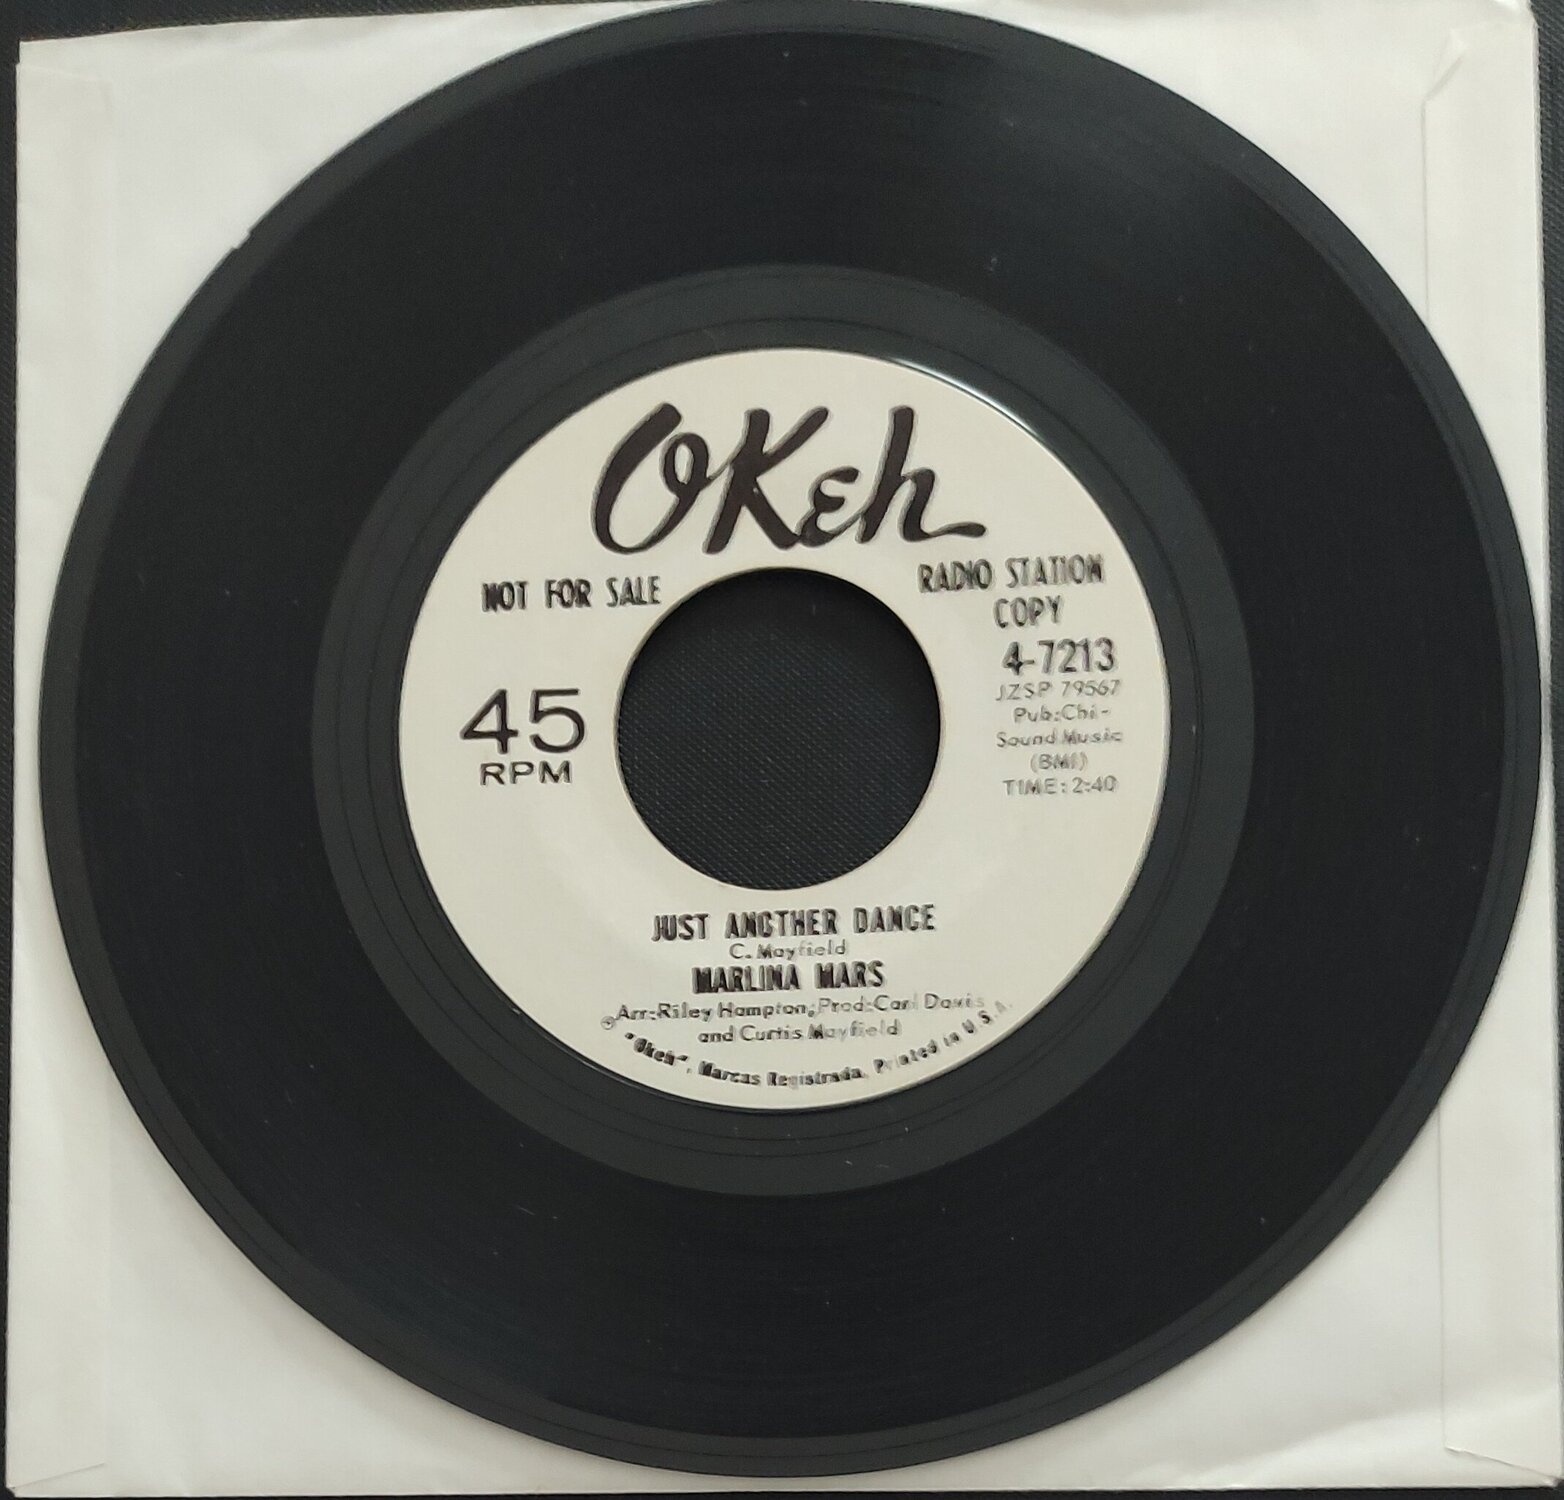 OKeh
NOT FOR SALE
RADIO STATION
COPY
4-7213
JZSP 79567
Pub:Chi-
Sound Music
(BMI)
TIME: 2:40
45
RPM
JUST ANOTHER DANCE
C. Mayfield
MARLINA MARS
Arr:Riley Hampton; Prod:Carl Davis
and Curtis Mayfield
℗ "Okeh", Marcas Registrada. Printed in U.S.A.